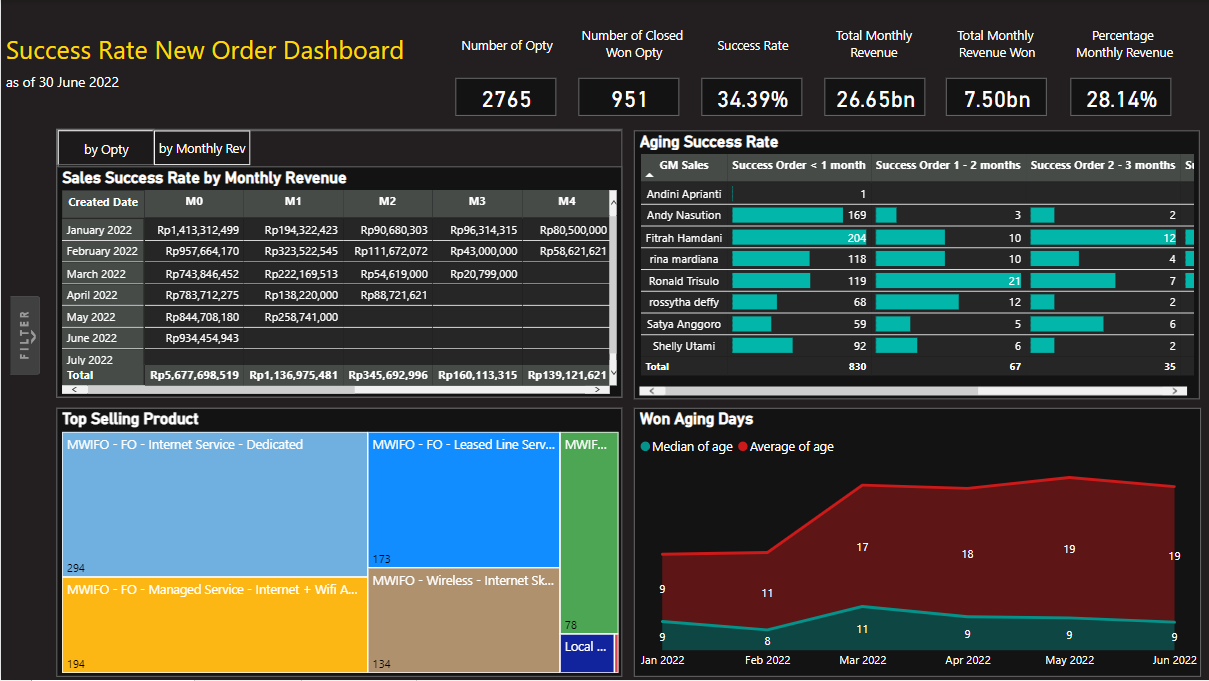 Success Rate New Order Dashboard
as of 30 June 2022
Number of Opty
2765
Number of Closed
Won Opty
951
Success Rate
34.39%
Total Monthly
Revenue
26.65bn
Total Monthly
Revenue Won
7.50bn
Percentage
Monthly Revenue
28.14%
FILTER
by Opty
by Monthly Rev
Sales Success Rate by Monthly Revenue
Created Date M0 M1 M2 M3 M4
January 2022 Rp1,413,312,499 Rp194,322,423 Rp90,680,303 Rp96,314,315 Rp80,500,000
February 2022 Rp957,664,170 Rp323,522,545 Rp111,672,072 Rp43,000,000 Rp58,621,621
March 2022 Rp743,846,452 Rp222,169,513 Rp54,619,000 Rp20,799,000
April 2022 Rp783,712,275 Rp138,220,000 Rp88,721,621
May 2022 Rp844,708,180 Rp258,741,000
June 2022 Rp934,454,943
July 2022
Total Rp5,677,698,519 Rp1,136,975,481 Rp345,692,996 Rp160,113,315 Rp139,121,621
Aging Success Rate
GM Sales Success Order < 1 month Success Order 1 - 2 months Success Order 2 - 3 months
Andini Aprianti 1
Andy Nasution 169 3 2
Fitrah Hamdani 204 10 12
rina mardiana 118 10 4
Ronald Trisulo 119 21 7
rossytha deffy 68 12 2
Satya Anggoro 59 5 6
Shelly Utami 92 6 2
Total 830 67 35
Top Selling Product
MWIFO - FO - Internet Service - Dedicated
294
MWIFO - FO - Managed Service - Internet + Wifi A...
194
MWIFO - FO - Leased Line Serv...
173
MWIFO - Wireless - Internet Sk...
134
MWIF...
78
Local ...
Won Aging Days
Median of age Average of age
9 11 17 18 19 19
9 8 11 9 9 9
Jan 2022 Feb 2022 Mar 2022 Apr 2022 May 2022 Jun 2022